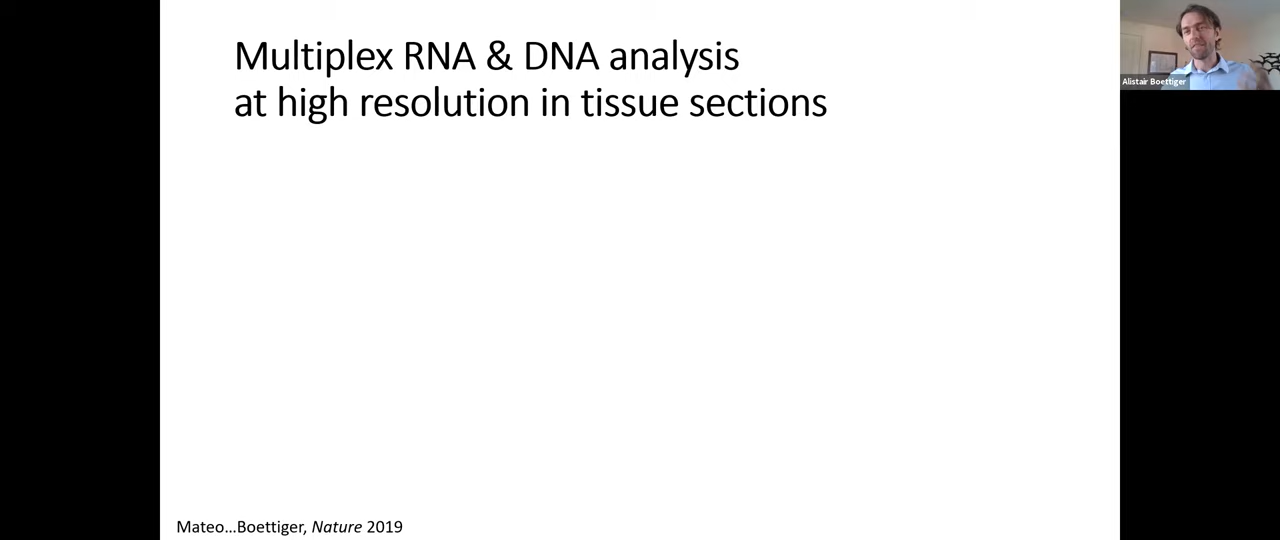 Multiplex RNA & DNA analysis
at high resolution in tissue sections
Alistair Boettiger
Mateo…Boettiger, Nature 2019